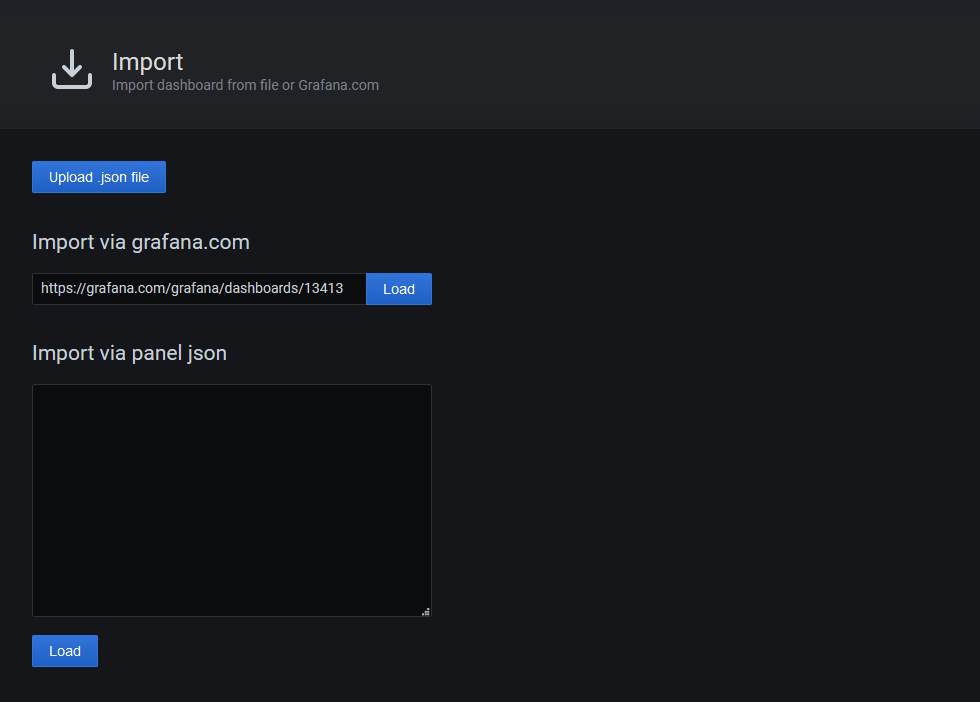 Import
Import dashboard from file or Grafana.com
Upload .json file
Import via grafana.com
https://grafana.com/grafana/dashboards/13413
Load
Import via panel json
Load